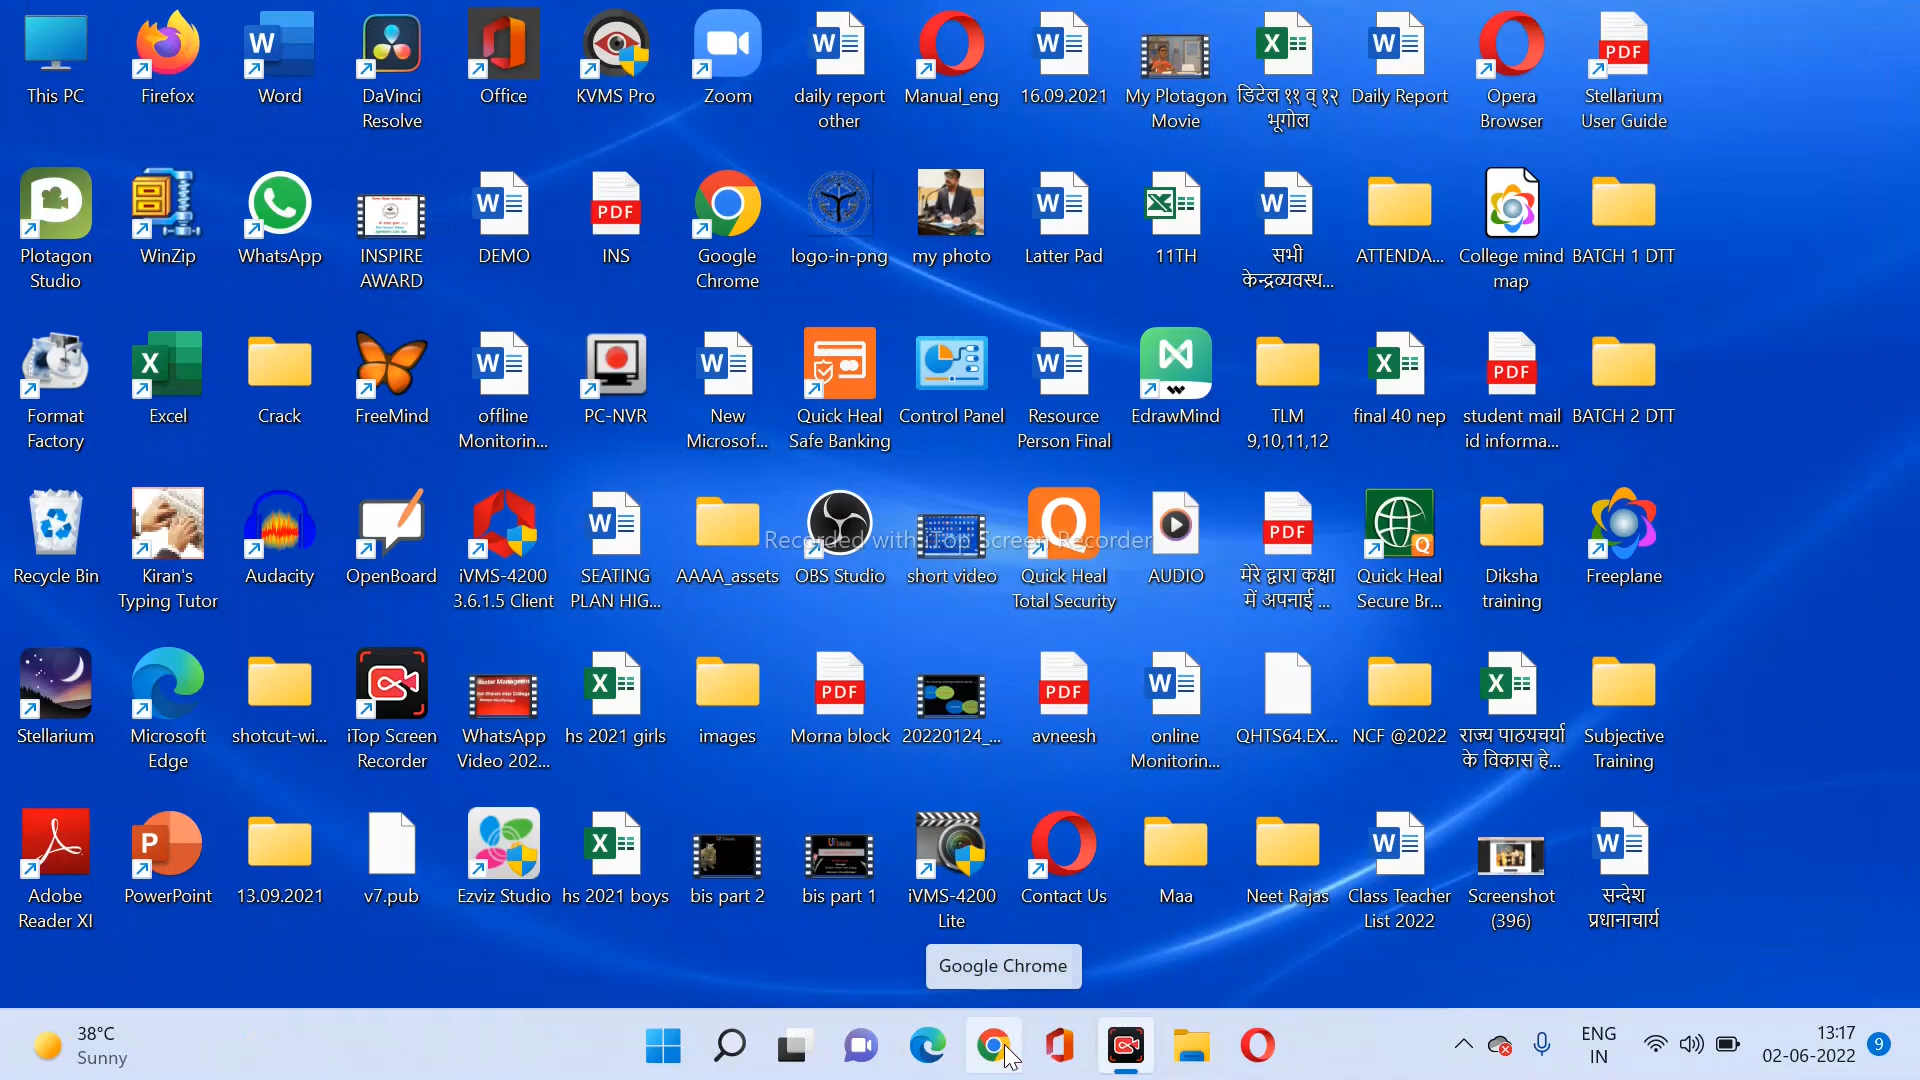 This PC
Firefox
Word
DaVinci
Resolve
Office
KVMS Pro
Zoom
daily report
other
Manual_eng
16.09.2021
My Plotagon
Movie
डिटेल ११ व् १२
भूगोल
Daily Report
Opera
Browser
Stellarium
User Guide
Plotagon
Studio
WinZip
WhatsApp
INSPIRE
AWARD
DEMO
INS
Google
Chrome
logo-in-png
my photo
Latter Pad
11TH
सभी
केन्द्रव्यवस्थ...
ATTENDA...
College mind
map
BATCH 1 DTT
Format
Factory
Excel
Crack
FreeMind
offline
Monitorin...
PC-NVR
New
Microsof...
Quick Heal
Safe Banking
Control Panel
Resource
Person Final
EdrawMind
TLM
9,10,11,12
final 40 nep
student mail
id informa...
BATCH 2 DTT
Recorded with iTop Screen Recorder
Recycle Bin
Kiran's
Typing Tutor
Audacity
OpenBoard
iVMS-4200
3.6.1.5 Client
SEATING
PLAN HIG...
AAAA_assets
OBS Studio
short video
Quick Heal
Total Security
AUDIO
मेरे द्वारा कक्षा
में अपनाई ...
Quick Heal
Secure Br...
Diksha
training
Freeplane
Stellarium
Microsoft
Edge
shotcut-wi...
iTop Screen
Recorder
WhatsApp
Video 202...
hs 2021 girls
images
Morna block
20220124_...
avneesh
online
Monitorin...
QHTS64.EX...
NCF @2022
राज्य पाठयचर्या
के विकास हे...
Subjective
Training
Adobe
Reader XI
PowerPoint
13.09.2021
v7.pub
Ezviz Studio
hs 2021 boys
bis part 2
bis part 1
iVMS-4200
Lite
Contact Us
Maa
Neet Rajas
Class Teacher
List 2022
Screenshot
(396)
सन्देश
प्रधानाचार्य
Google Chrome
38°C
Sunny
ENG
IN
13:17
02-06-2022
9